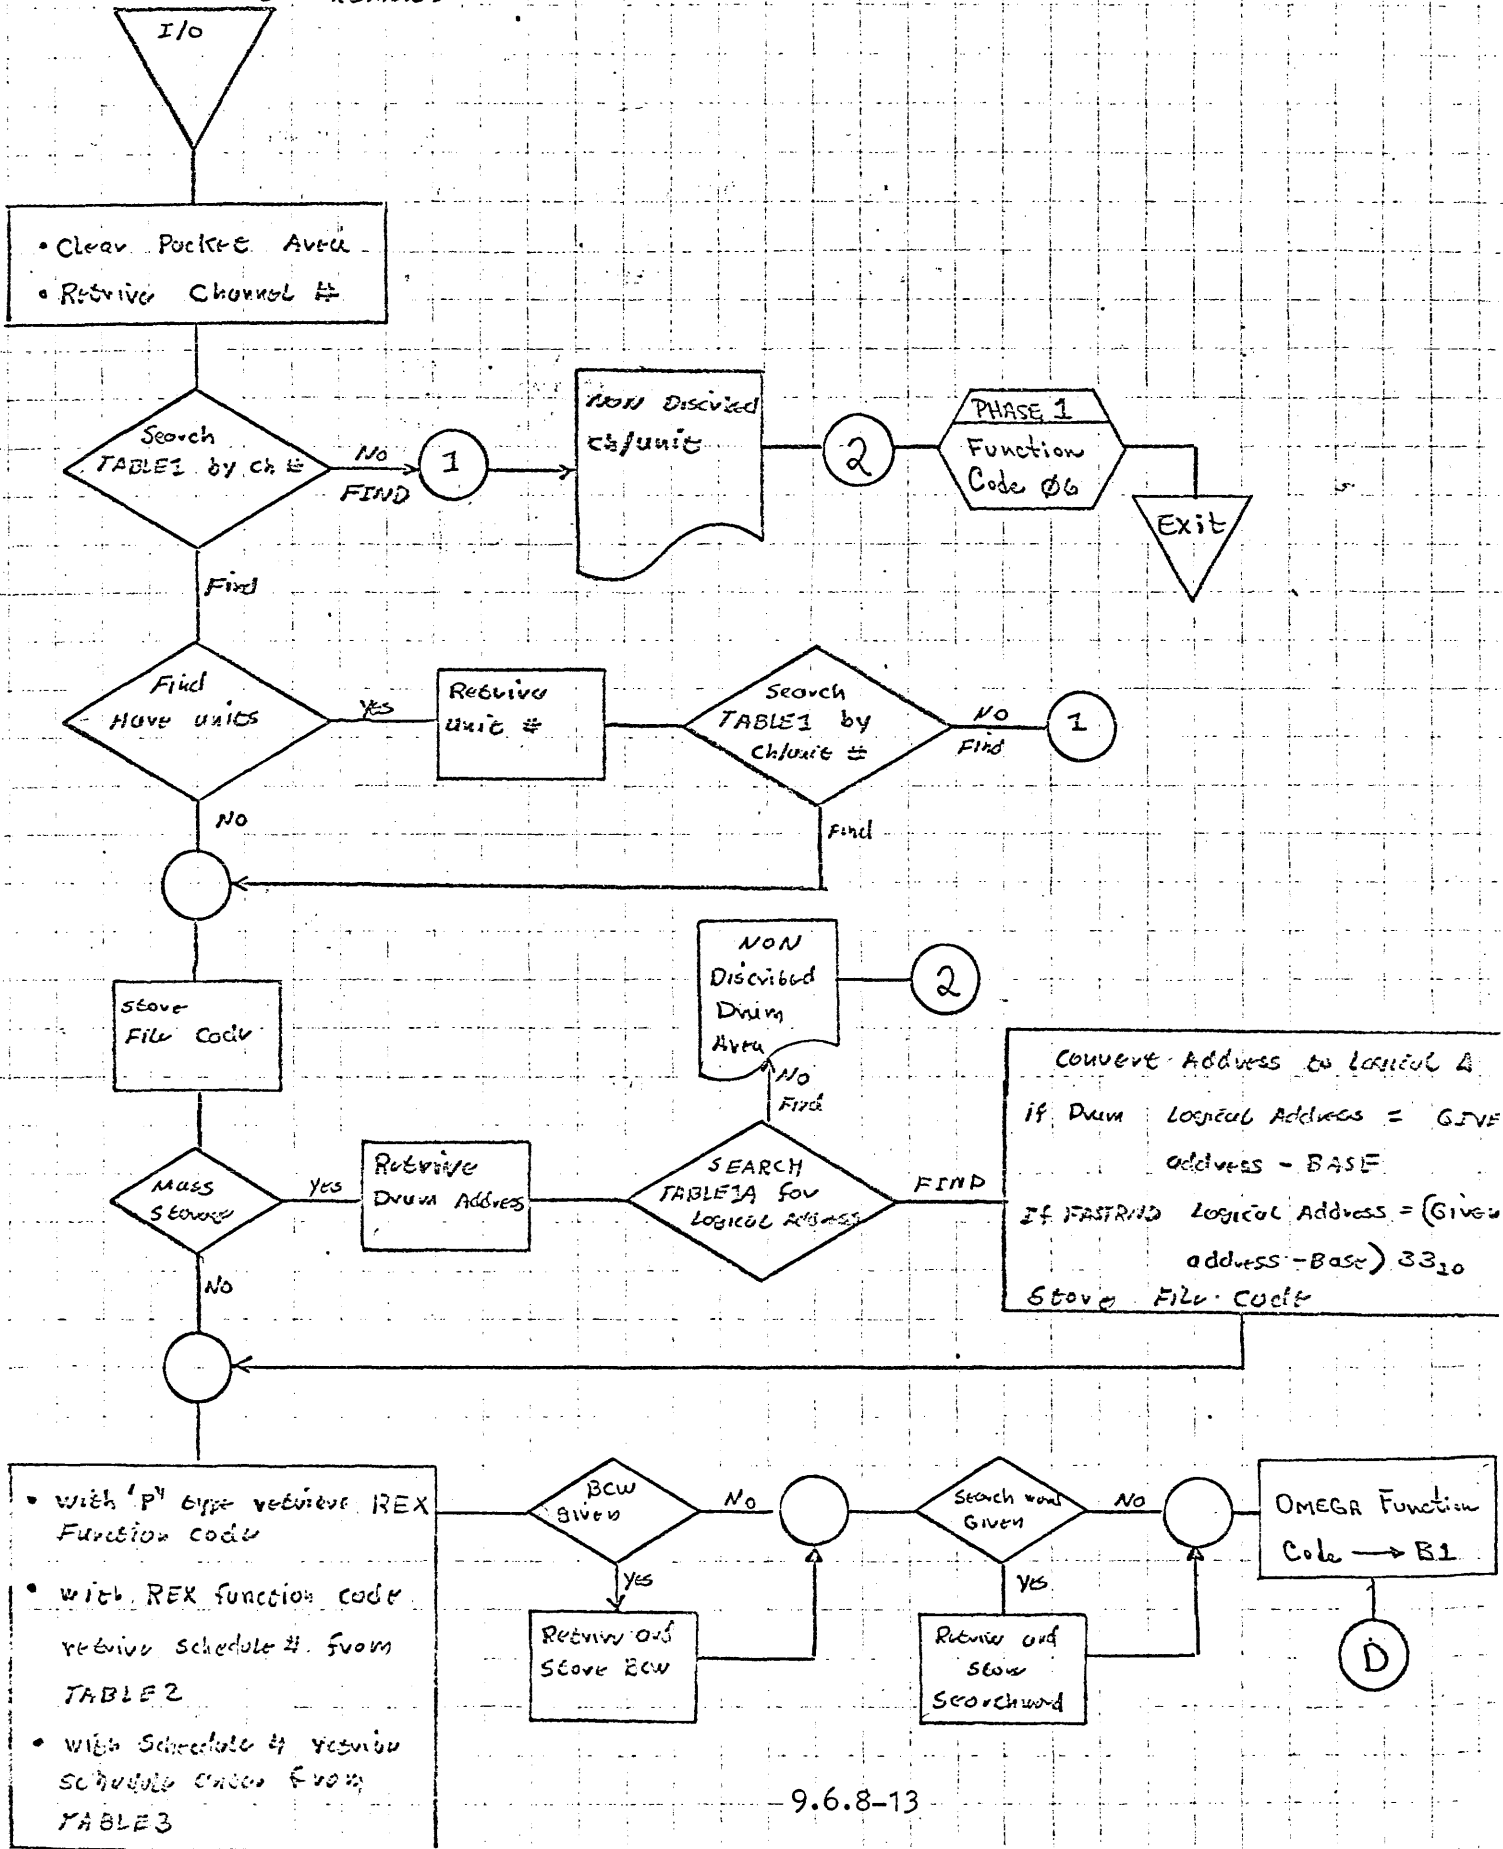 I/O
• Clear Packet Area
• Retrive Channel #
Search
TABLE1 by Ch #
No
FIND
1
NON Discribed
Ch/unit
2
PHASE 1
Function
Code Ø6
Exit
Find
Find
Have units
YES
Retrive
Unit #
Search
TABLE1 by
Ch/unit #
NO
Find
1
NO
Find
Store
File Code
NON
Discribed
Drum
Area
2
NO
Find
Mass
Storage
YES
Retrive
Drum Address
SEARCH
TABLE1A for
Logical Address
FIND
Convert Address to Logical A
if Drum Logical Address = GIVE
address - BASE
If FASTRND Logical Address = (Given
address - Base) 33₁₀
Store File Code
NO
• with 'P' type retrieve REX
Function code
• with REX function code
retrive schedule #. from
TABLE2
• with Schedule # retrive
schedule from
TABLE3
BCW
given
NO
YES
Retrive and
Store BCW
Search word
Given
NO
YES
Retrive and
store
Searchword
OMEGA Function
Code → B1
D
9.6.8-13